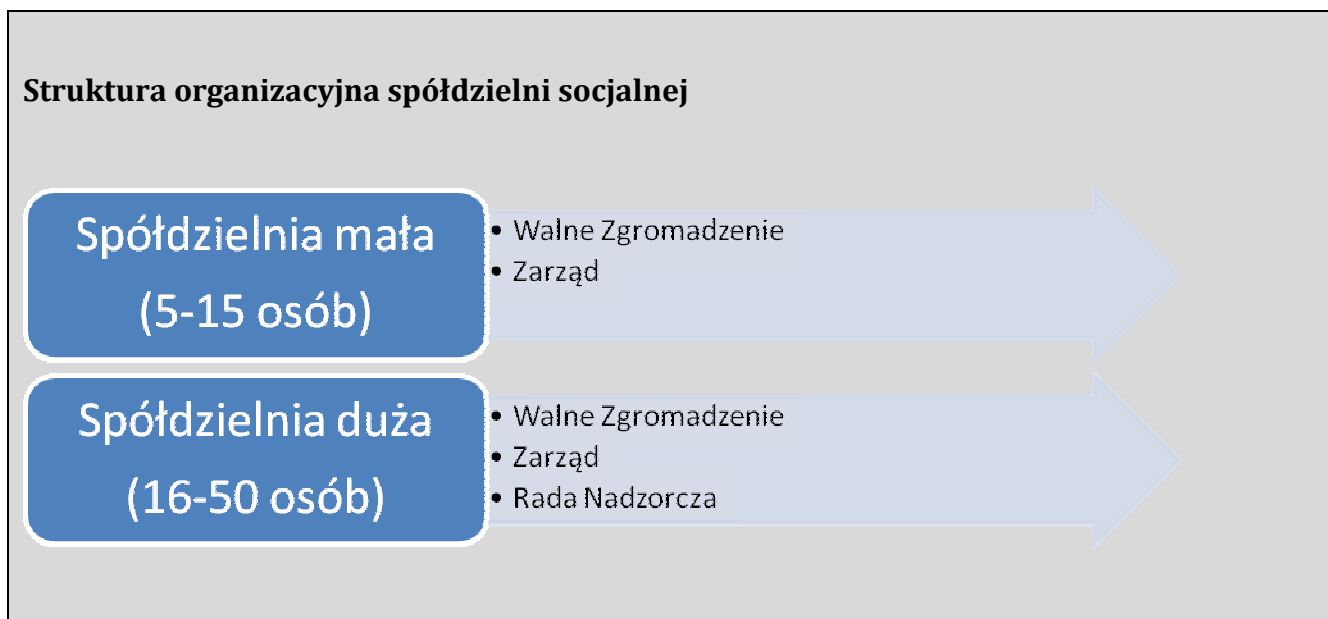 Struktura organizacyjna spółdzielni socjalnej
Spółdzielnia mała
(5-15 osób)
• Walne Zgromadzenie
• Zarząd
Spółdzielnia duża
(16-50 osób)
• Walne Zgromadzenie
• Zarząd
• Rada Nadzorcza